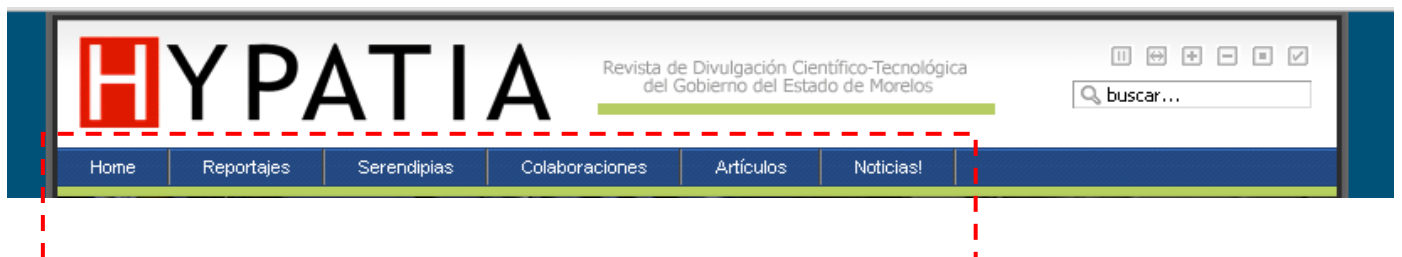 HYPATIA
Revista de Divulgación Científico-Tecnológica
del Gobierno del Estado de Morelos
buscar...
Home Reportajes Serendipias Colaboraciones Artículos Noticias!